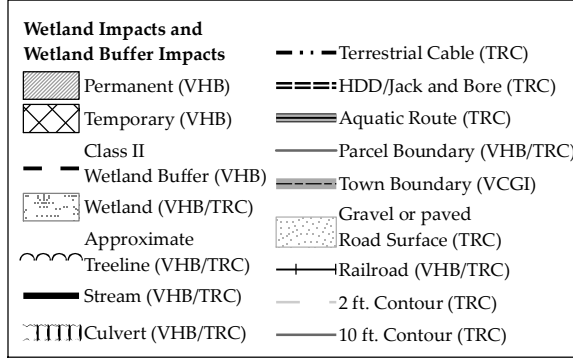 Wetland Impacts and
Wetland Buffer Impacts
Permanent (VHB)
Temporary (VHB)
Class II
Wetland Buffer (VHB)
Wetland (VHB/TRC)
Approximate
Treeline (VHB/TRC)
Stream (VHB/TRC)
Culvert (VHB/TRC)
Terrestrial Cable (TRC)
HDD/Jack and Bore (TRC)
Aquatic Route (TRC)
Parcel Boundary (VHB/TRC)
Town Boundary (VCGI)
Gravel or paved
Road Surface (TRC)
Railroad (VHB/TRC)
2 ft. Contour (TRC)
10 ft. Contour (TRC)